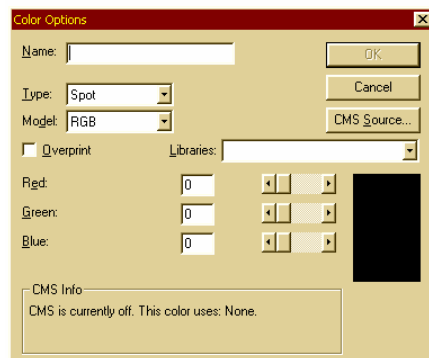 Color Options
Name:
OK
Type: Spot
Cancel
Model: RGB
CMS Source...
Overprint Libraries:
Red: 0
Green: 0
Blue: 0
CMS Info
CMS is currently off. This color uses: None.